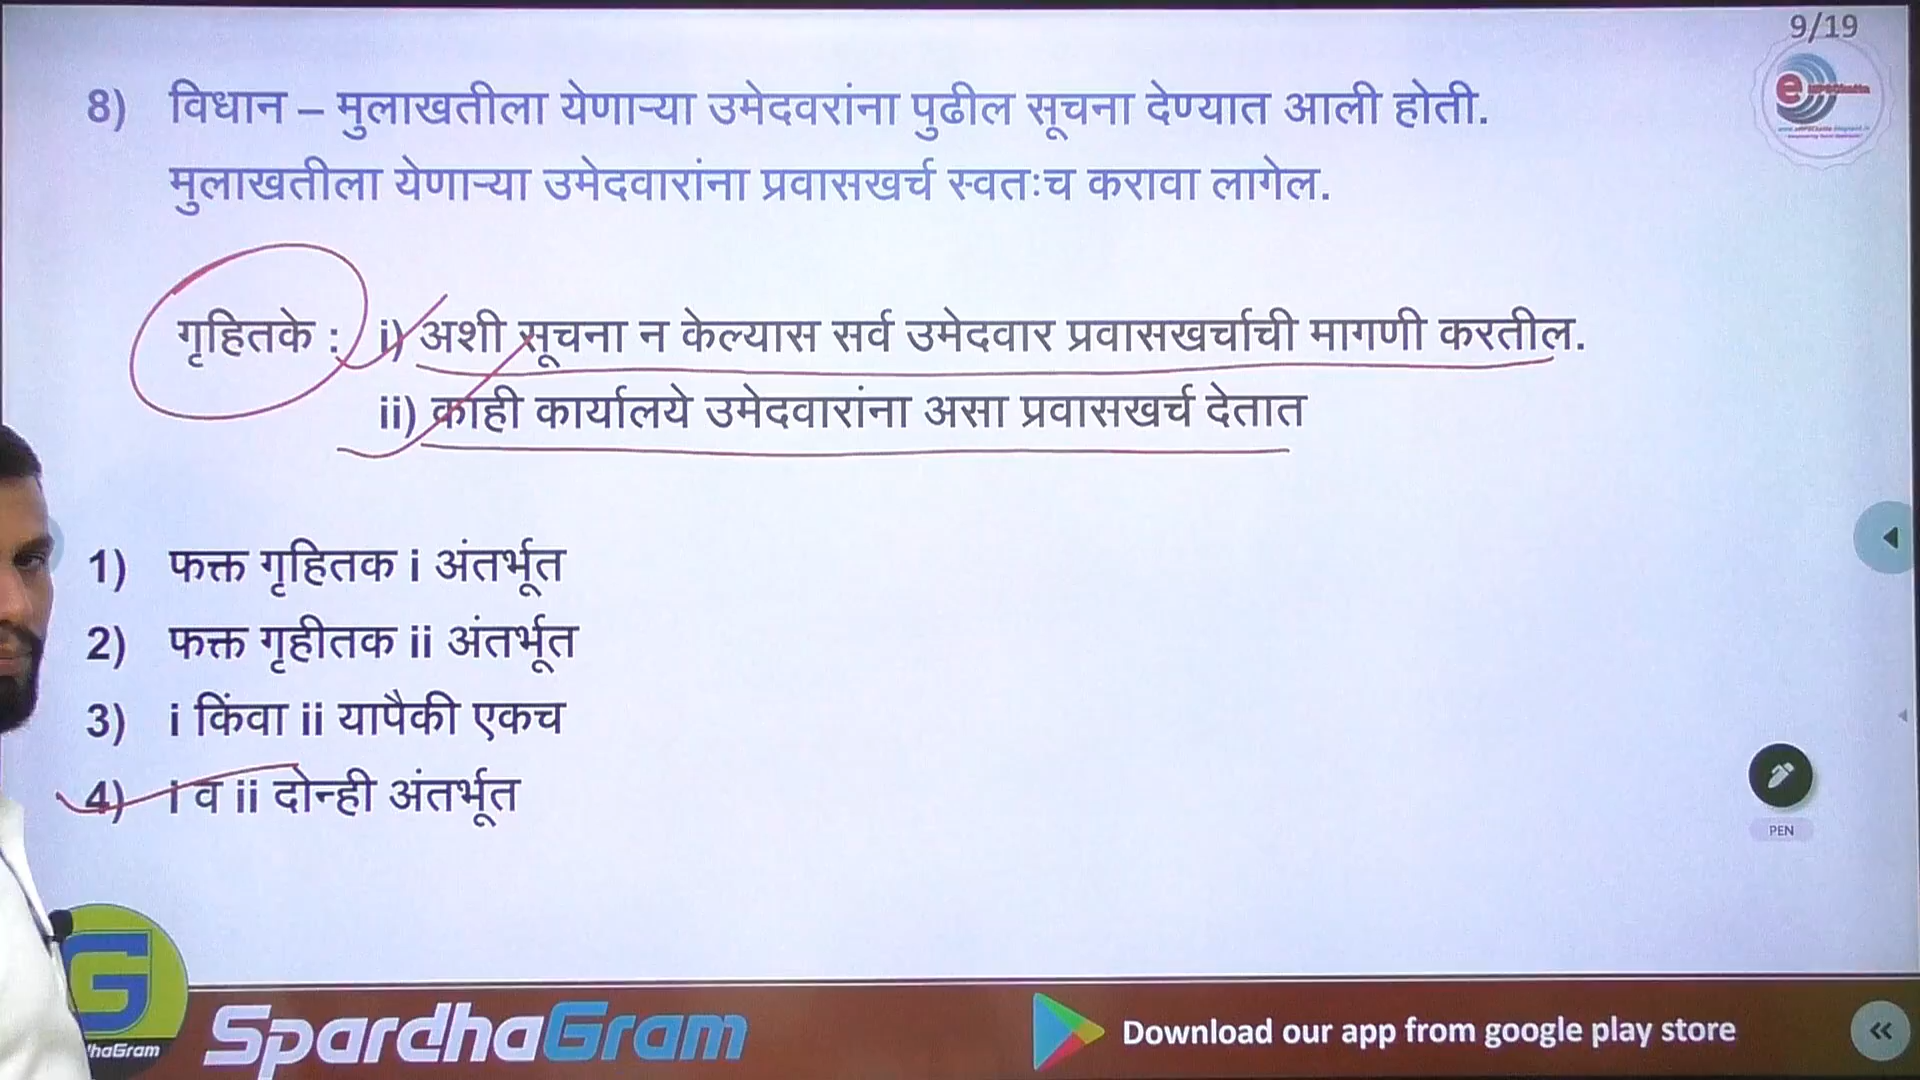 9/19
8) विधान – मुलाखतीला येणाऱ्या उमेदवरांना पुढील सूचना देण्यात आली होती.
मुलाखतीला येणाऱ्या उमेदवारांना प्रवासखर्च स्वतःच करावा लागेल.
गृहितके : i) अशी सूचना न केल्यास सर्व उमेदवार प्रवासखर्चाची मागणी करतील.
ii) काही कार्यालये उमेदवारांना असा प्रवासखर्च देतात
1) फक्त गृहितक i अंतर्भूत
2) फक्त गृहीतक ii अंतर्भूत
3) i किंवा ii यापैकी एकच
4) i व ii दोन्ही अंतर्भूत
PEN
SpardhaGram
Download our app from google play store